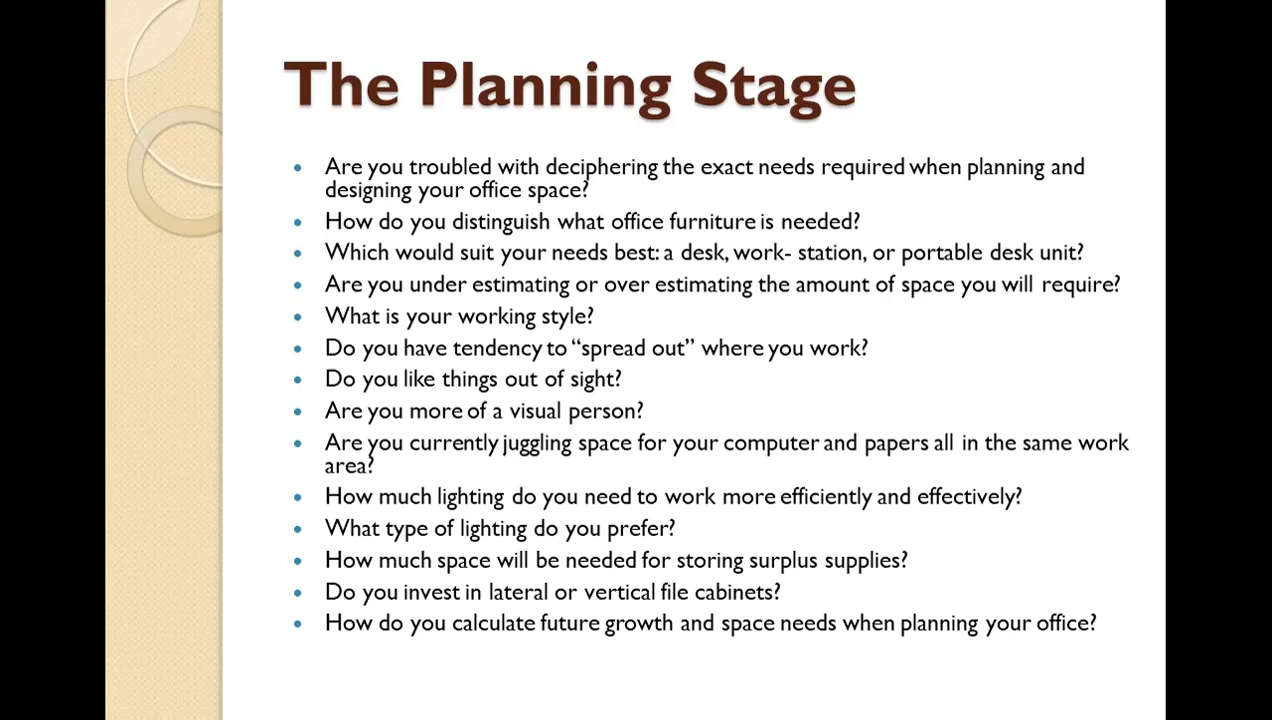 The Planning Stage
• Are you troubled with deciphering the exact needs required when planning and
designing your office space?
• How do you distinguish what office furniture is needed?
• Which would suit your needs best: a desk, work- station, or portable desk unit?
• Are you under estimating or over estimating the amount of space you will require?
• What is your working style?
• Do you have tendency to “spread out” where you work?
• Do you like things out of sight?
• Are you more of a visual person?
• Are you currently juggling space for your computer and papers all in the same work
area?
• How much lighting do you need to work more efficiently and effectively?
• What type of lighting do you prefer?
• How much space will be needed for storing surplus supplies?
• Do you invest in lateral or vertical file cabinets?
• How do you calculate future growth and space needs when planning your office?